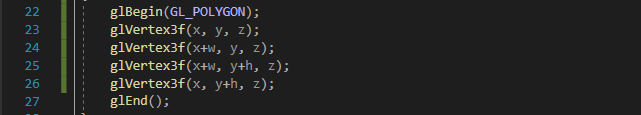 22 glBegin(GL_POLYGON);
23 glVertex3f(x, y, z);
24 glVertex3f(x+w, y, z);
25 glVertex3f(x+w, y+h, z);
26 glVertex3f(x, y+h, z);
27 glEnd();